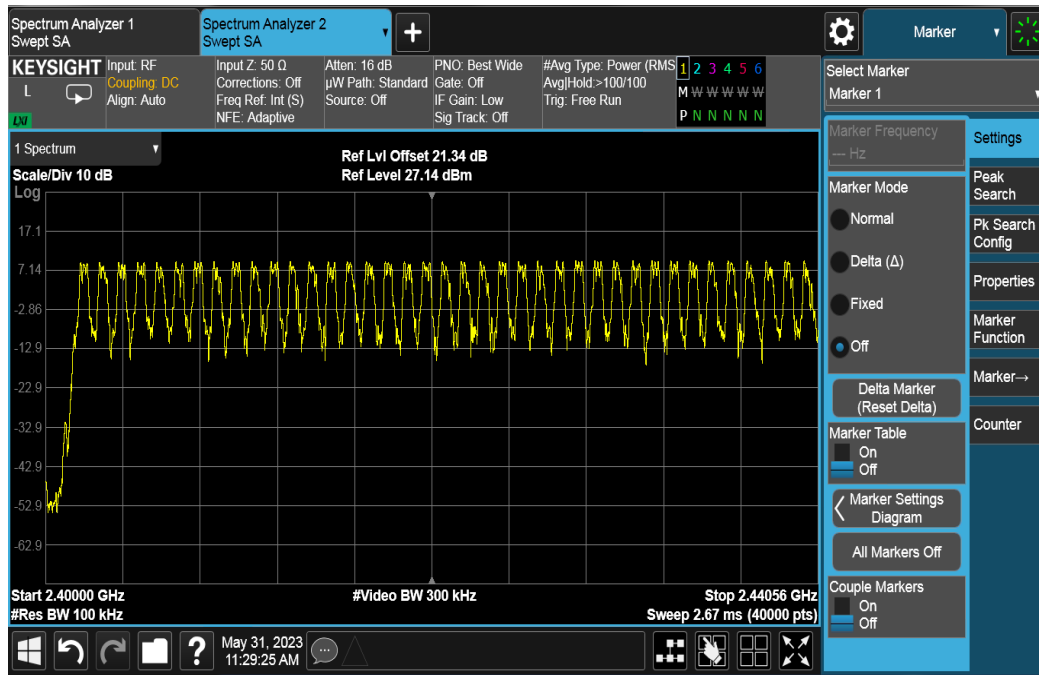 Spectrum Analyzer 1
Swept SA
Spectrum Analyzer 2
Swept SA
+
Marker
KEYSIGHT
L
LXI
Input: RF
Coupling: DC
Align: Auto
Input Z: 50 Ω
Corrections: Off
Freq Ref: Int (S)
NFE: Adaptive
Atten: 16 dB
µW Path: Standard
Source: Off
PNO: Best Wide
Gate: Off
IF Gain: Low
Sig Track: Off
#Avg Type: Power (RMS
Avg|Hold:>100/100
Trig: Free Run
1 2 3 4 5 6
M W W W W W W
P N N N N N N
Select Marker
Marker 1
1 Spectrum
Scale/Div 10 dB
Ref Lvl Offset 21.34 dB
Ref Level 27.14 dBm
Log
17.1
7.14
-2.86
-12.9
-22.9
-32.9
-42.9
-52.9
-62.9
Start 2.40000 GHz
#Res BW 100 kHz
#Video BW 300 kHz
Stop 2.44056 GHz
Sweep 2.67 ms (40000 pts)
Marker Frequency
--- Hz
Marker Mode
Normal
Delta (Δ)
Fixed
Off
Delta Marker
(Reset Delta)
Marker Table
On
Off
Marker Settings
Diagram
All Markers Off
Couple Markers
On
Off
Settings
Peak
Search
Pk Search
Config
Properties
Marker
Function
Marker→
Counter
?
May 31, 2023
11:29:25 AM